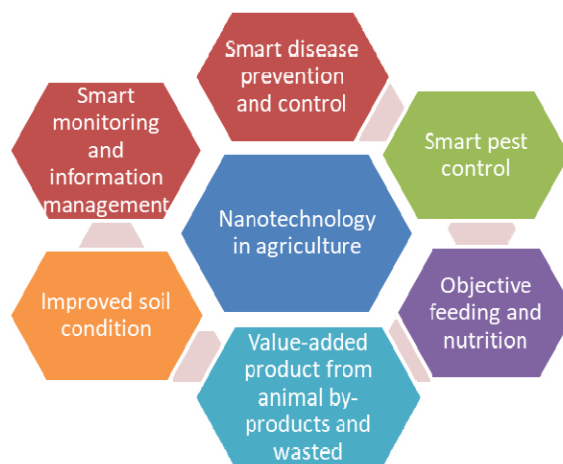 Smart disease
prevention
and control
Smart
monitoring
and
information
management
Smart pest
control
Nanotechnology
in agriculture
Improved soil
condition
Objective
feeding and
nutrition
Value-added
product from
animal by-
products and
wasted